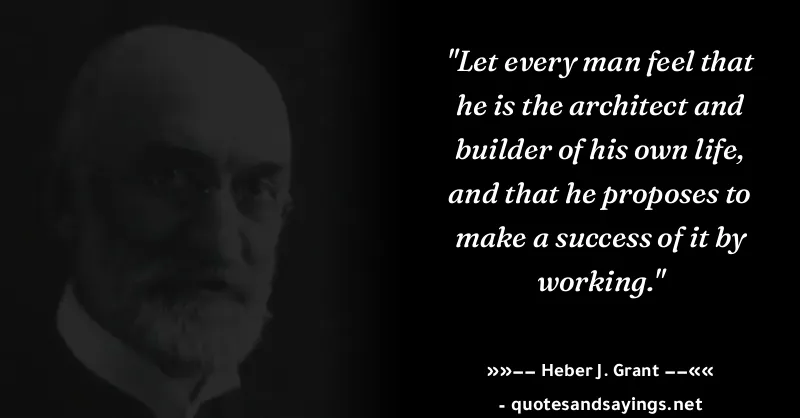 "Let every man feel that
he is the architect and
builder of his own life,
and that he proposes to
make a success of it by
working."
»»−− Heber J. Grant −−««
- quotesandsayings.net